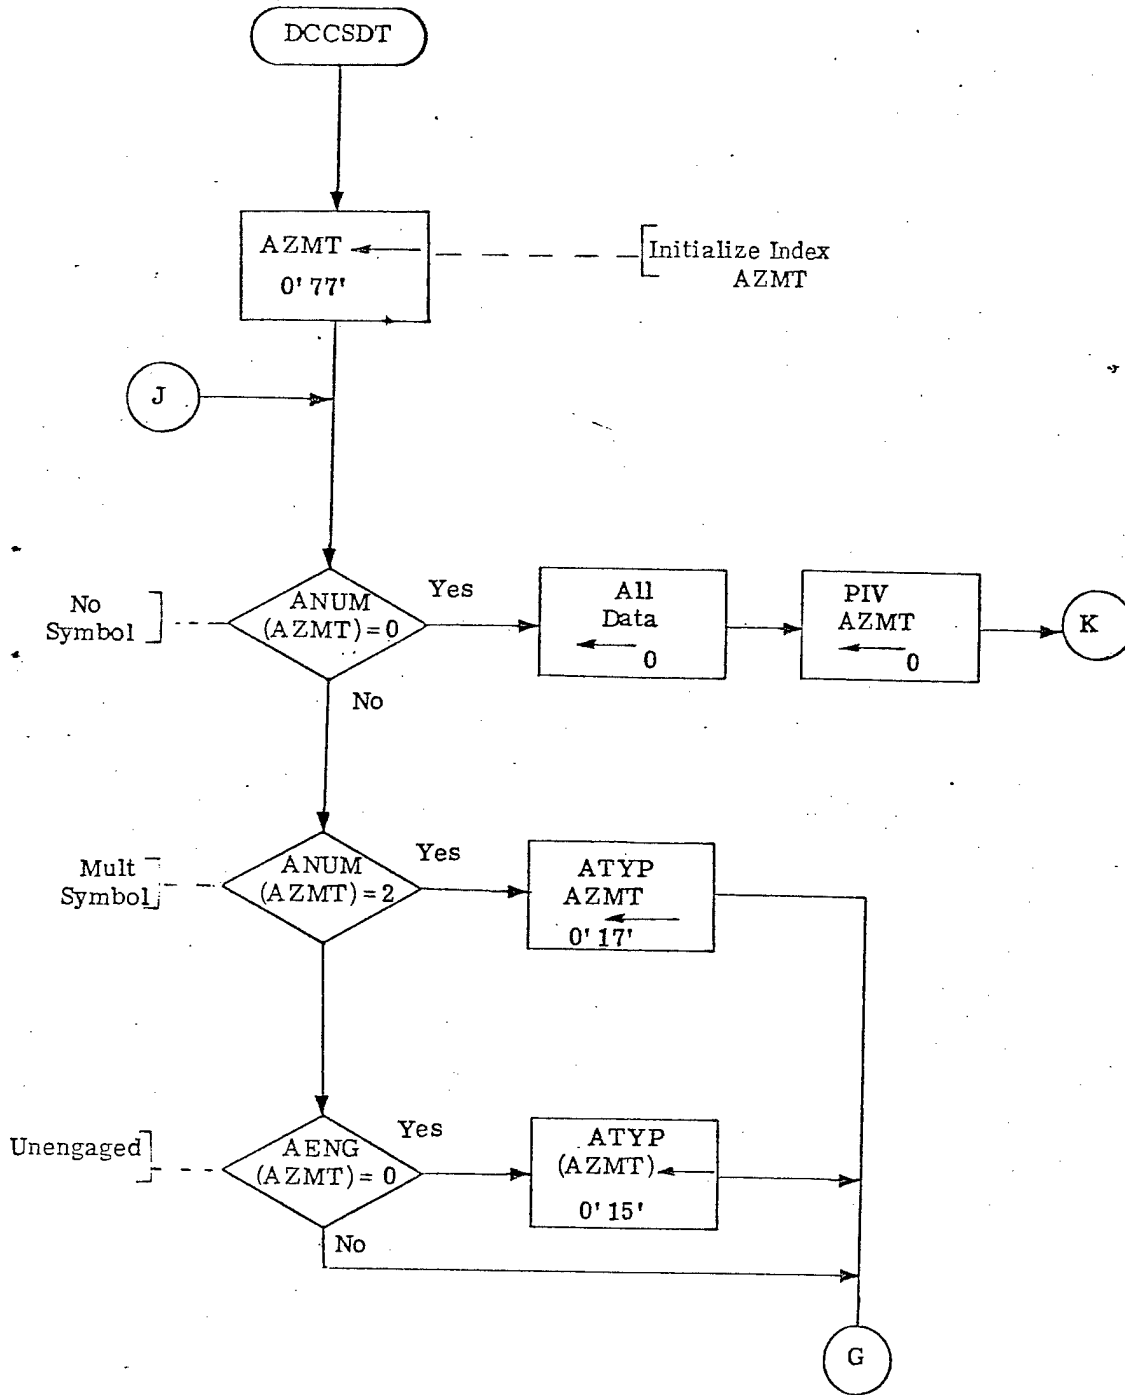 DCCSDT
AZMT ←
0'77'
Initialize Index
AZMT
J
No
Symbol
ANUM
(AZMT) = 0
Yes
All
Data
← 0
PIV
AZMT
← 0
K
No
Mult
Symbol
ANUM
(AZMT) = 2
Yes
ATYP
AZMT
←
0'17'
Unengaged
AENG
(AZMT) = 0
Yes
ATYP
(AZMT) ←
0'15'
No
G